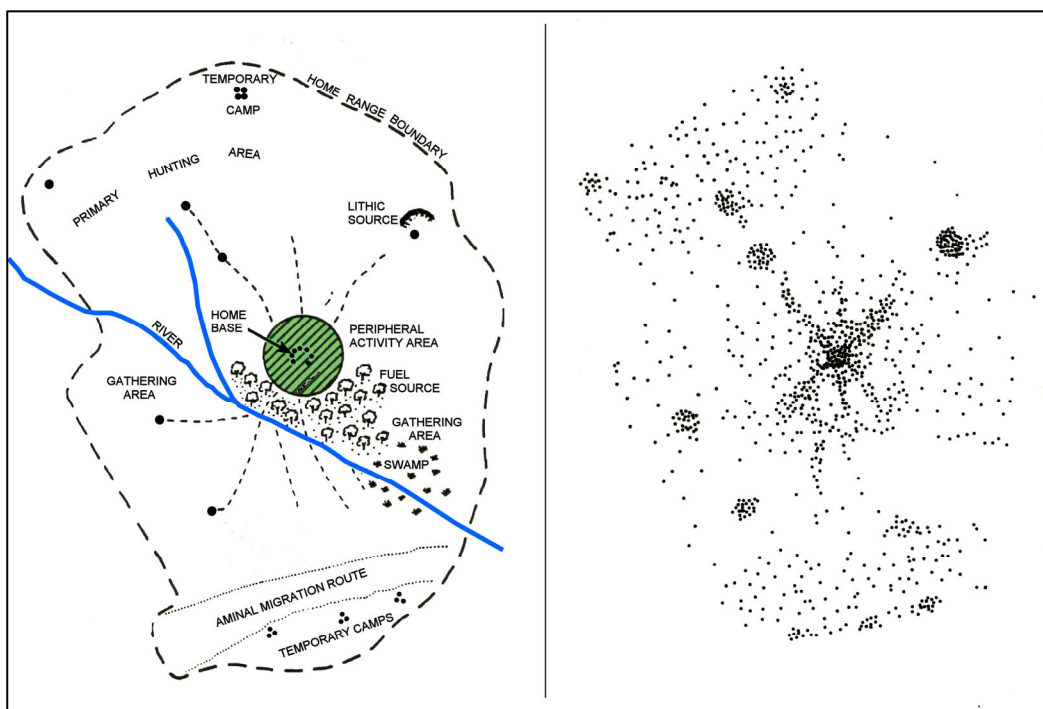 TEMPORARY
CAMP
HOME RANGE BOUNDARY
PRIMARY HUNTING AREA
LITHIC
SOURCE
HOME
BASE
RIVER
PERIPHERAL
ACTIVITY AREA
FUEL
SOURCE
GATHERING
AREA
GATHERING
AREA
SWAMP
AMINAL MIGRATION ROUTE
TEMPORARY CAMPS